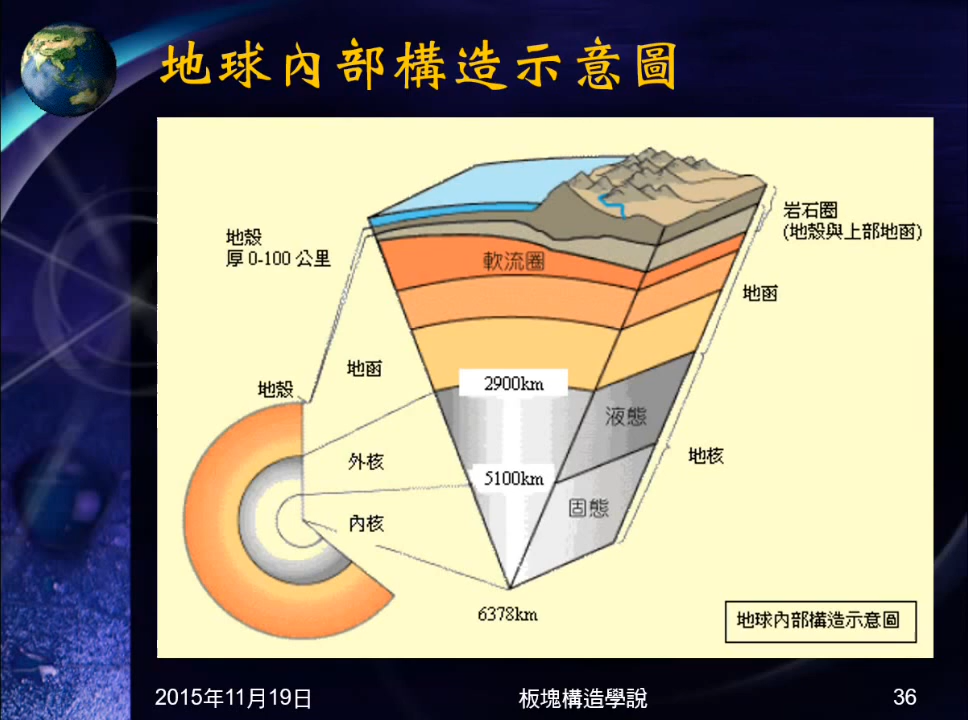 地球內部構造示意圖
地殼
厚 0-100 公里
岩石圈
(地殼與上部地函)
軟流圈
地函
地函
地殼
2900km
液態
外核
地核
5100km
固態
內核
6378km
地球內部構造示意圖
2015年11月19日
板塊構造學說
36